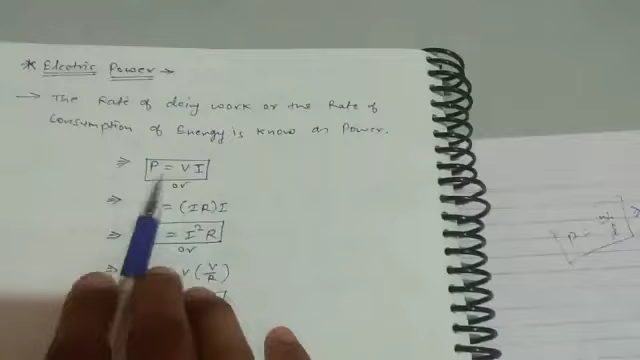 * Electric Power →
→ The Rate of doing work or the Rate of
Consumption of Energy is known as Power.
⇒ P = VI
or
⇒ = (IR)I
⇒ = I²R
or
⇒ V(V/R)